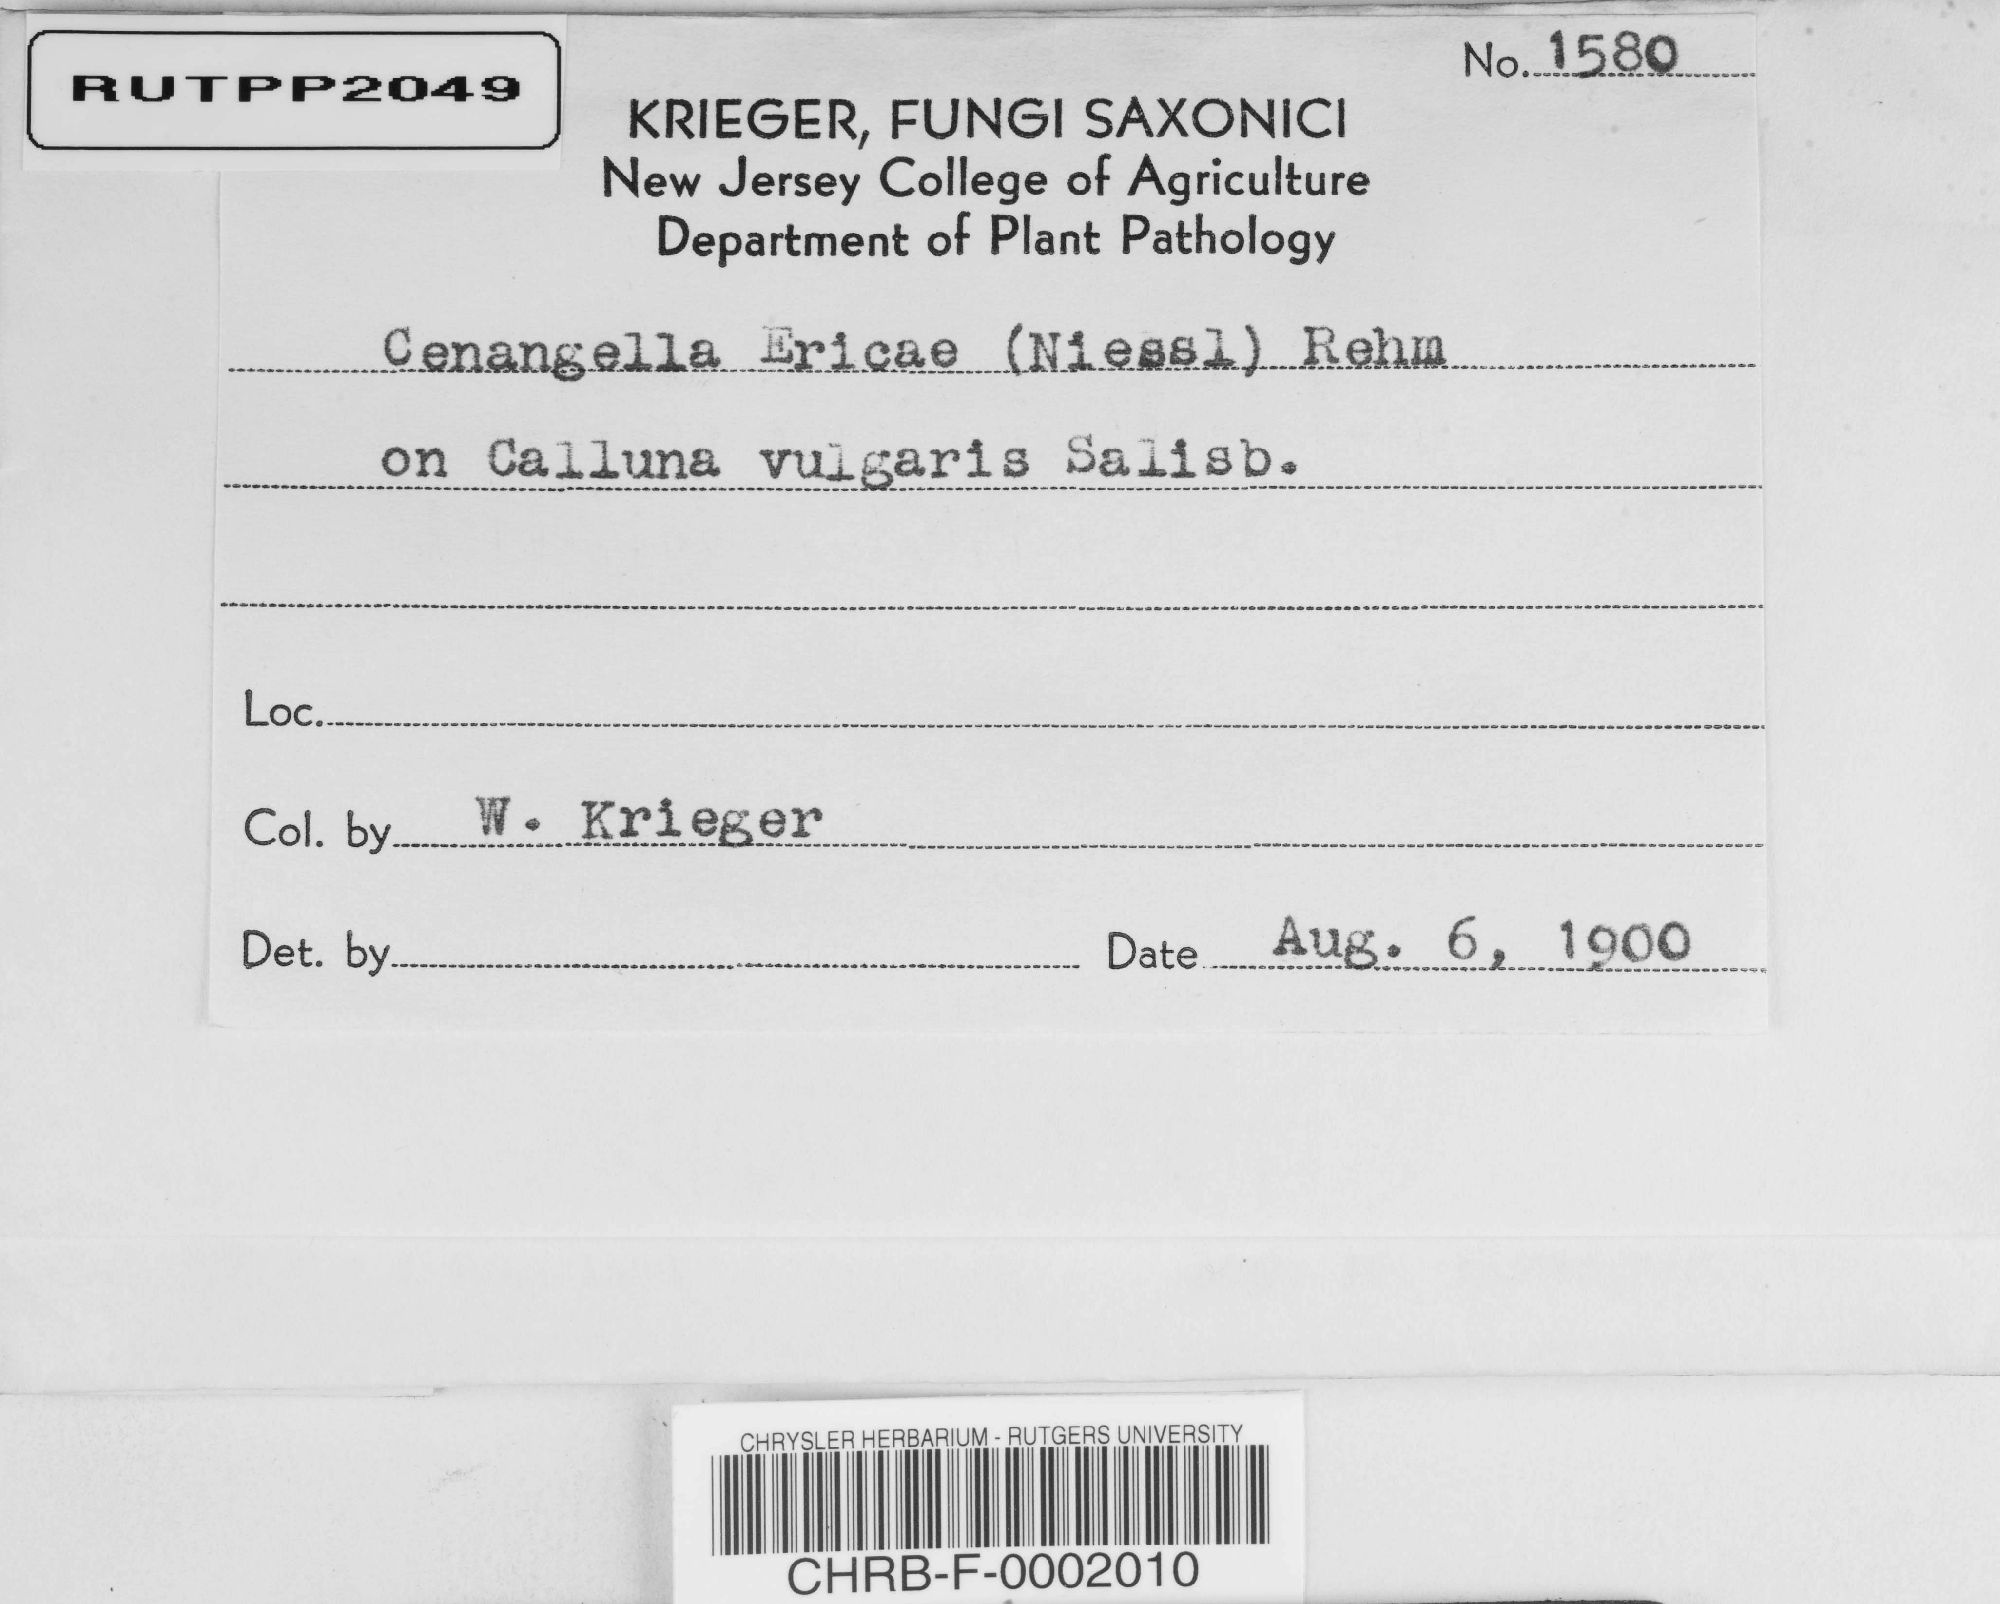 RUTPP2049
No. 1580
KRIEGER, FUNGI SAXONICI
New Jersey College of Agriculture
Department of Plant Pathology
Cenangella Ericae (Niessl) Rehm
on Calluna vulgaris Salisb.
Loc.
Col. by W. Krieger
Det. by Date Aug. 6, 1900
CHRYSLER HERBARIUM - RUTGERS UNIVERSITY
CHRB-F-0002010